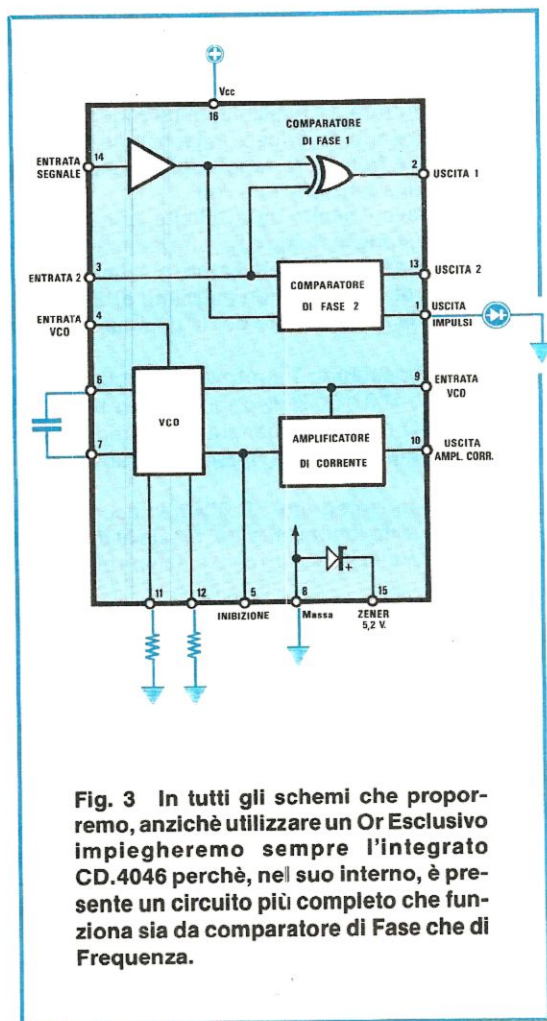 Vcc
16
COMPARATORE
DI FASE 1
ENTRATA
SEGNALE
14
2
USCITA 1
ENTRATA 2
3
13
USCITA 2
COMPARATORE
DI FASE 2
1
USCITA
IMPULSI
4
ENTRATA
VCO
6
9
ENTRATA
VCO
VCO
7
AMPLIFICATORE
DI CORRENTE
10
USCITA
AMPL. CORR.
11
12
5
8
15
INIBIZIONE
Massa
ZENER
5,2 V.
Fig. 3 In tutti gli schemi che propor-
remo, anzichè utilizzare un Or Esclusivo
impiegheremo sempre l'integrato
CD.4046 perchè, nel suo interno, è pre-
sente un circuito più completo che fun-
ziona sia da comparatore di Fase che di
Frequenza.